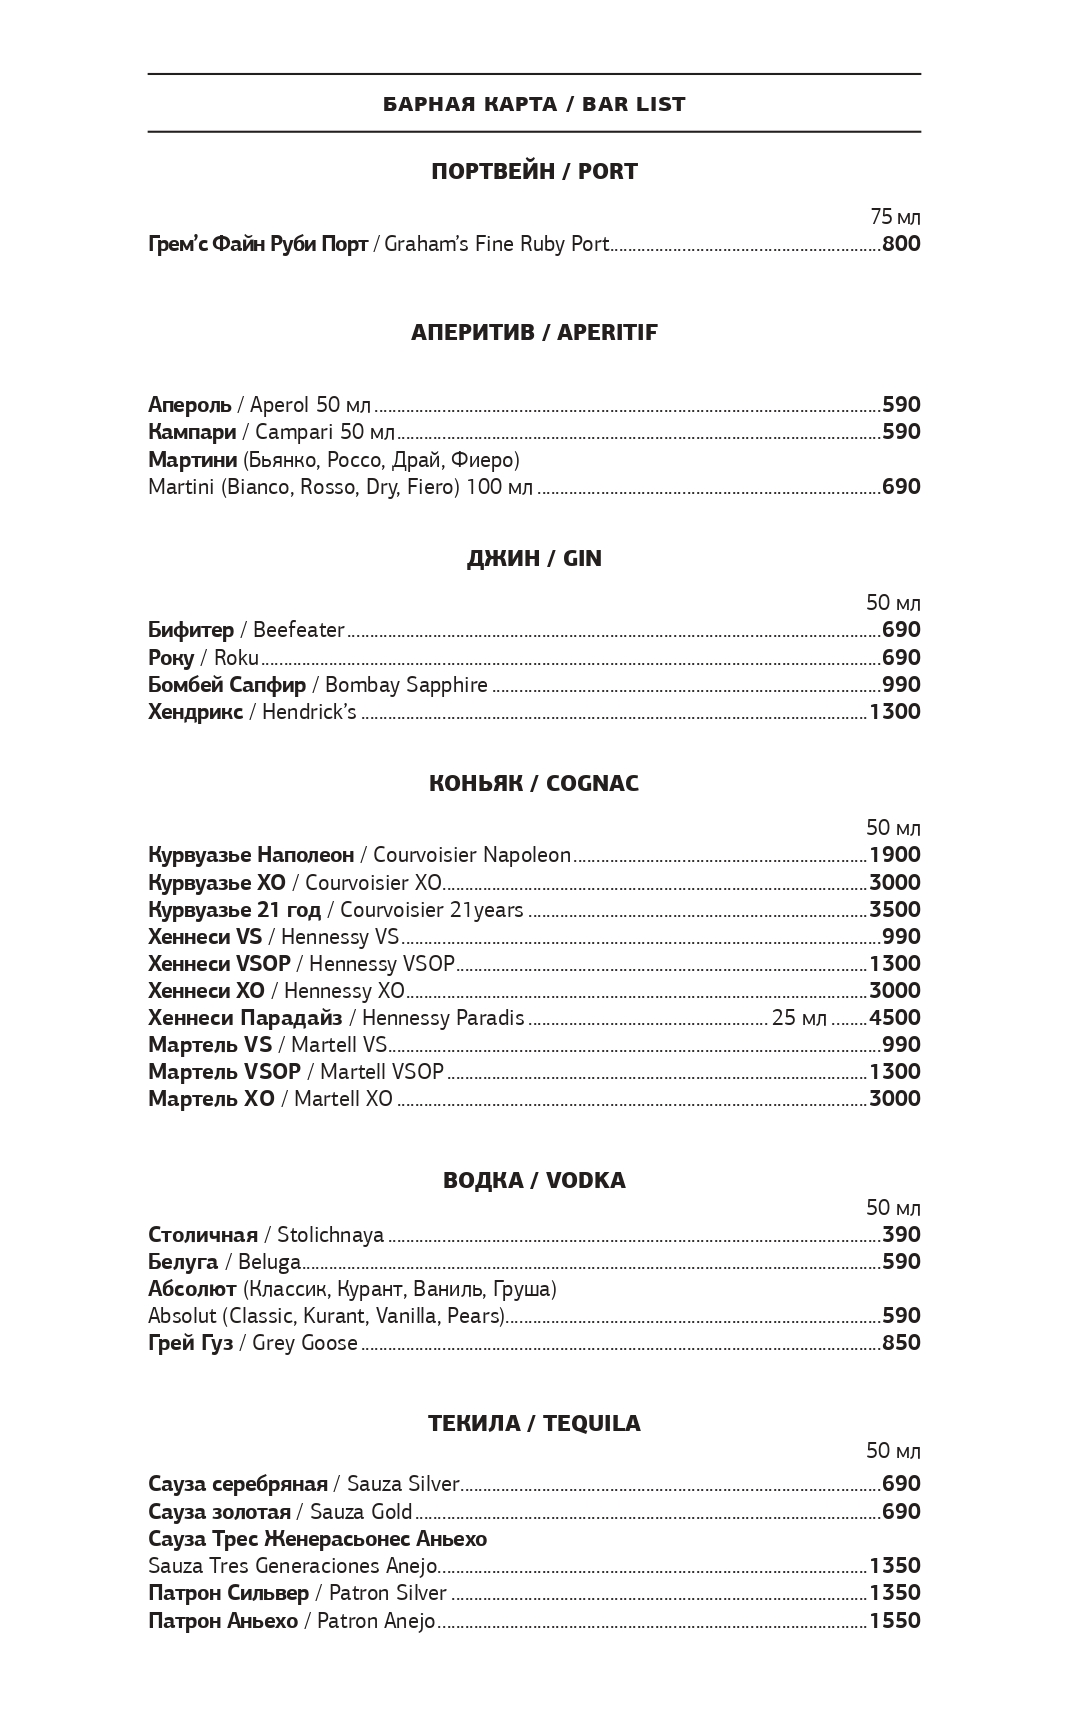 БАРНАЯ КАРТА / BAR LIST
ПОРТВЕЙН / PORT
75 мл
Грем’с Файн Руби Порт / Graham’s Fine Ruby Port............................................................800
АПЕРИТИВ / APERITIF
Апероль / Aperol 50 мл................................................................................................................590
Кампари / Campari 50 мл...........................................................................................................590
Мартини (Бьянко, Россо, Драй, Фиеро)
Martini (Bianco, Rosso, Dry, Fiero) 100 мл............................................................................690
ДЖИН / GIN
50 мл
Бифитер / Beefeater......................................................................................................................690
Року / Roku.........................................................................................................................................690
Бомбей Сапфир / Bombay Sapphire......................................................................................990
Хендрикс / Hendrick’s................................................................................................................1300
КОНЬЯК / COGNAC
50 мл
Курвуазье Наполеон / Courvoisier Napoleon.................................................................1900
Курвуазье XO / Courvoisier XO..............................................................................................3000
Курвуазье 21 год / Courvoisier 21years...........................................................................3500
Хеннеси VS / Hennessy VS..........................................................................................................990
Хеннеси VSOP / Hennessy VSOP...........................................................................................1300
Хеннеси XO / Hennessy XO......................................................................................................3000
Хеннеси Парадайз / Hennessy Paradis..................................................... 25 мл ........4500
Мартель VS / Martell VS.............................................................................................................990
Мартель VSOP / Martell VSOP.............................................................................................1300
Мартель XO / Martell XO........................................................................................................3000
ВОДКА / VODKA
50 мл
Столичная / Stolichnaya.............................................................................................................390
Белуга / Beluga................................................................................................................................590
Абсолют (Классик, Курант, Ваниль, Груша)
Absolut (Classic, Kurant, Vanilla, Pears)...................................................................................590
Грей Гуз / Grey Goose...................................................................................................................850
ТЕКИЛА / TEQUILA
50 мл
Сауза серебряная / Sauza Silver.............................................................................................690
Сауза золотая / Sauza Gold.......................................................................................................690
Сауза Трес Женерасьонес Аньехо
Sauza Tres Generaciones Anejo...............................................................................................1350
Патрон Сильвер / Patron Silver............................................................................................1350
Патрон Аньехо / Patron Anejo...............................................................................................1550